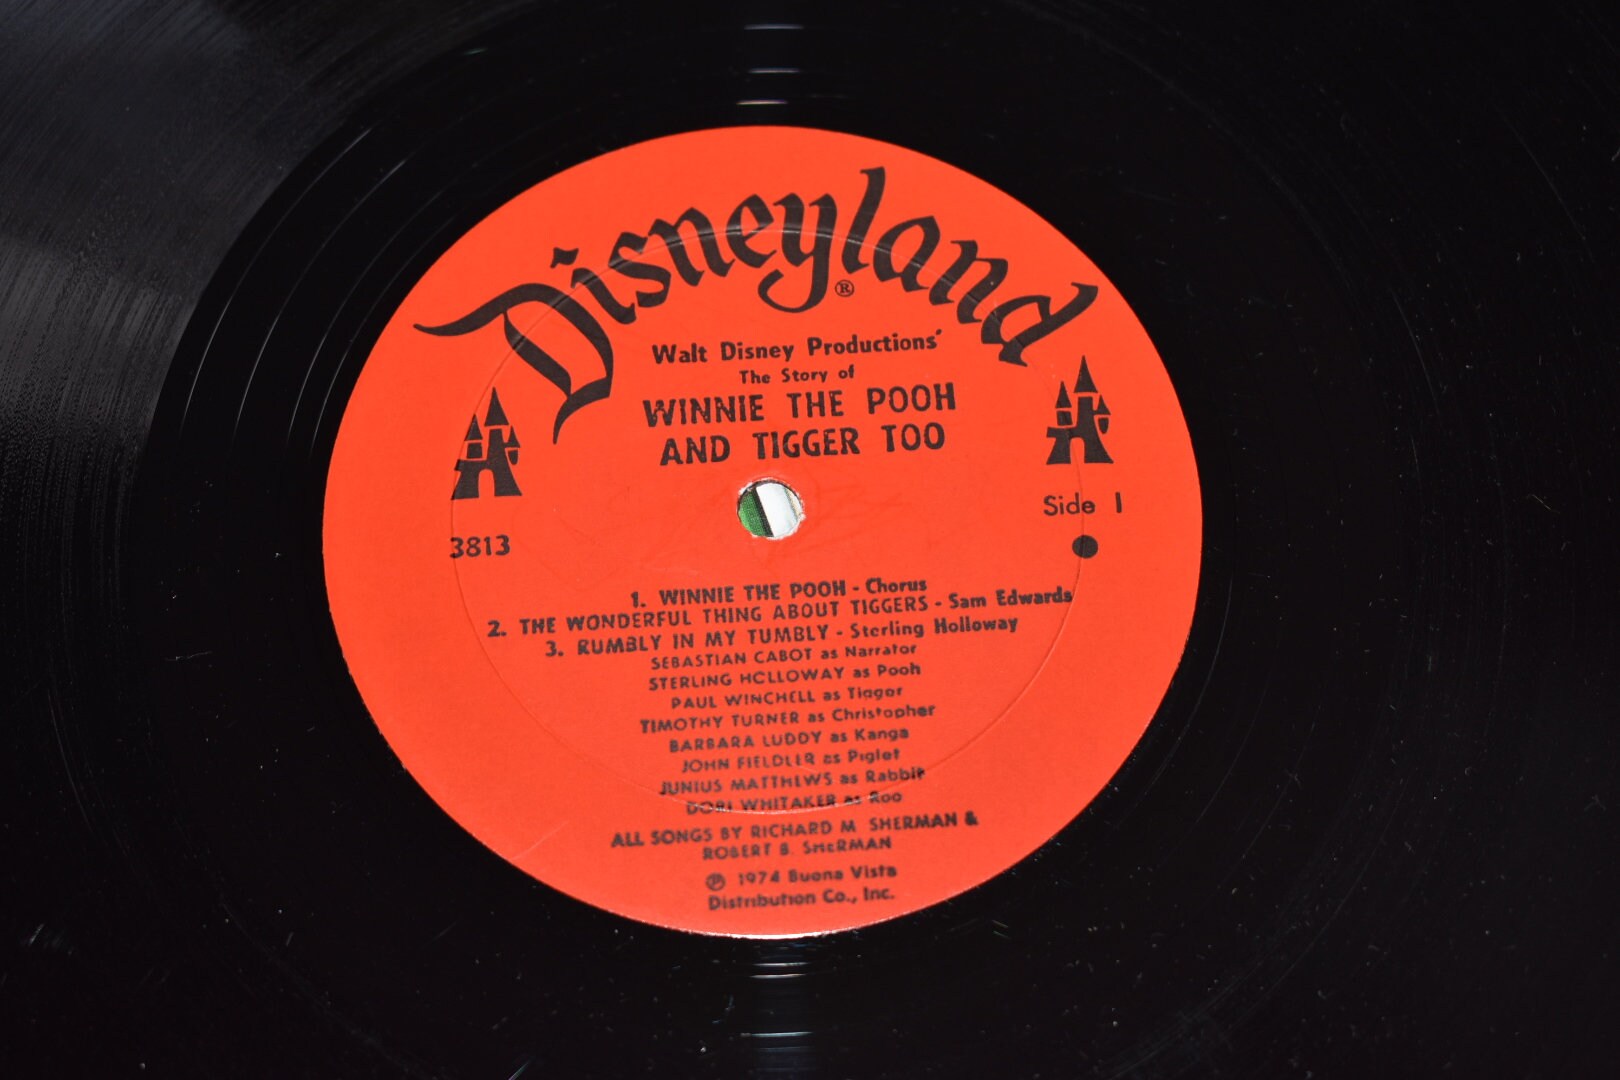 Disneyland®
Walt Disney Productions'
The Story of
WINNIE THE POOH
AND TIGGER TOO
3813
Side 1
1. WINNIE THE POOH - Chorus
2. THE WONDERFUL THING ABOUT TIGGERS - Sam Edwards
3. RUMBLY IN MY TUMBLY - Sterling Holloway
SEBASTIAN CABOT as Narrator
STERLING HOLLOWAY as Pooh
PAUL WINCHELL as Tigger
TIMOTHY TURNER as Christopher
BARBARA LUDDY as Kanga
JOHN FIELDLER as Piglet
JUNIUS MATTHEWS as Rabbit
DORI WHITAKER as Roo
ALL SONGS BY RICHARD M. SHERMAN &
ROBERT B. SHERMAN
℗ 1974 Buena Vista
Distribution Co., Inc.